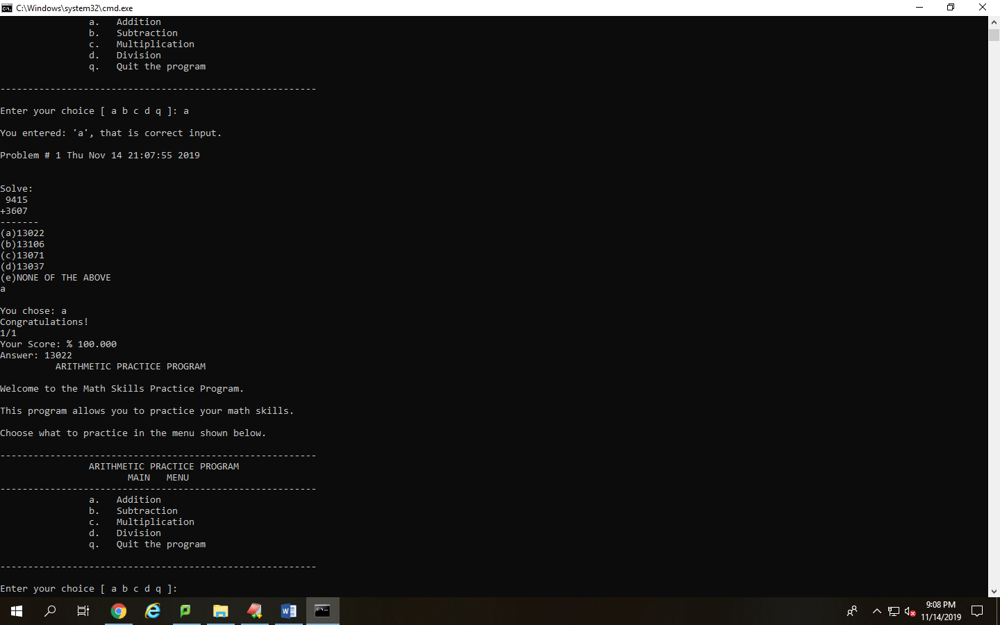 C:\Windows\system32\cmd.exe
a. Addition
b. Subtraction
c. Multiplication
d. Division
q. Quit the program
---------------------------------------------------------
Enter your choice [ a b c d q ]: a
You entered: 'a', that is correct input.
Problem # 1 Thu Nov 14 21:07:55 2019
Solve:
9415
+3607
-------
(a)13022
(b)13106
(c)13071
(d)13037
(e)NONE OF THE ABOVE
a
You chose: a
Congratulations!
1/1
Your Score: % 100.000
Answer: 13022
ARITHMETIC PRACTICE PROGRAM
Welcome to the Math Skills Practice Program.
This program allows you to practice your math skills.
Choose what to practice in the menu shown below.
---------------------------------------------------------
ARITHMETIC PRACTICE PROGRAM
MAIN MENU
---------------------------------------------------------
a. Addition
b. Subtraction
c. Multiplication
d. Division
q. Quit the program
---------------------------------------------------------
Enter your choice [ a b c d q ]:
9:08 PM
11/14/2019